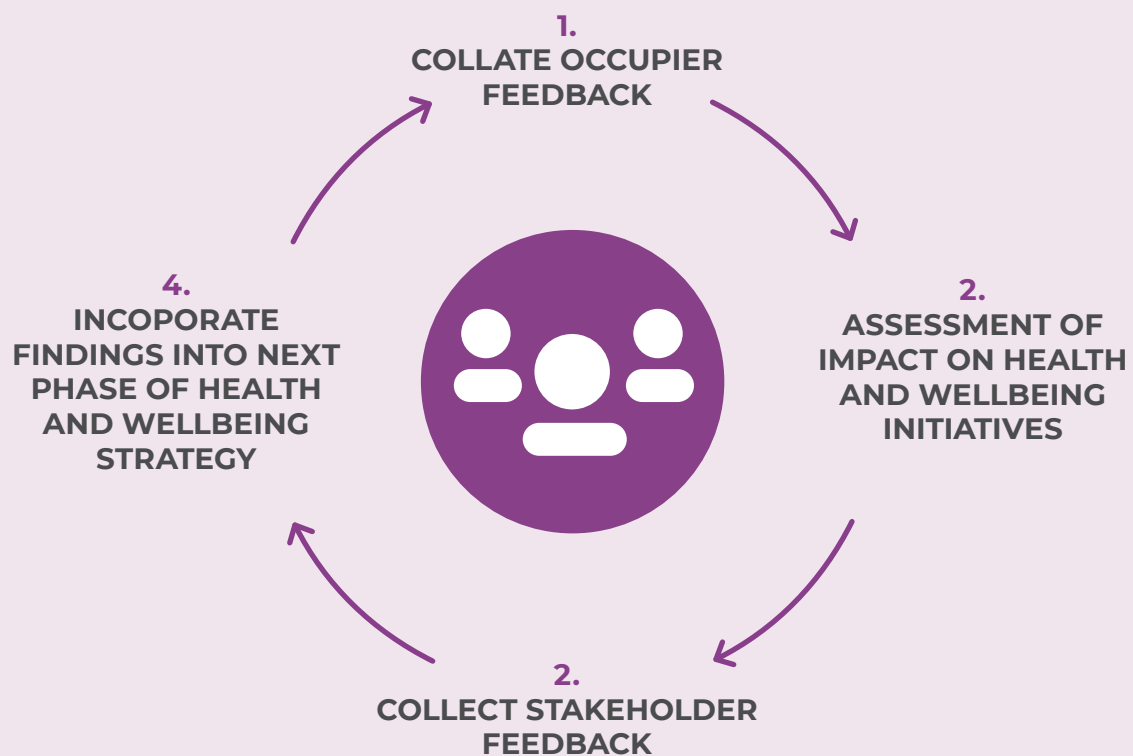 1.
COLLATE OCCUPIER
FEEDBACK
2.
ASSESSMENT OF
IMPACT ON HEALTH
AND WELLBEING
INITIATIVES
2.
COLLECT STAKEHOLDER
FEEDBACK
4.
INCOPORATE
FINDINGS INTO NEXT
PHASE OF HEALTH
AND WELLBEING
STRATEGY